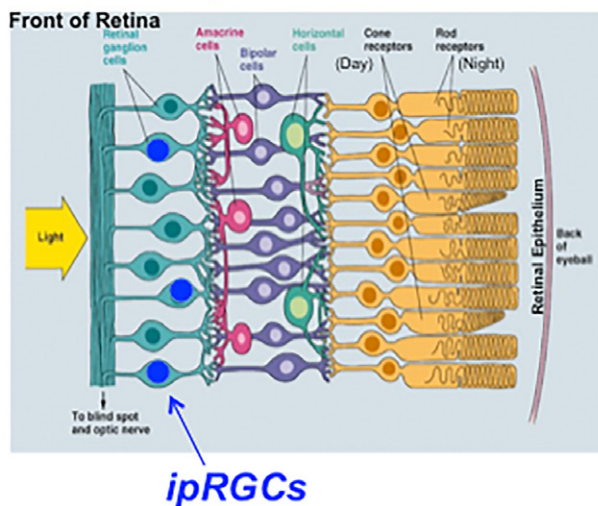 Front of Retina
Retinal
ganglion
cells
Amacrine
cells
Bipolar
cells
Horizontal
cells
Cone
receptors
(Day)
Rod
receptors
(Night)
Light
Retinal Epithelium
Back
of
eyeball
To blind spot
and optic nerve
ipRGCs